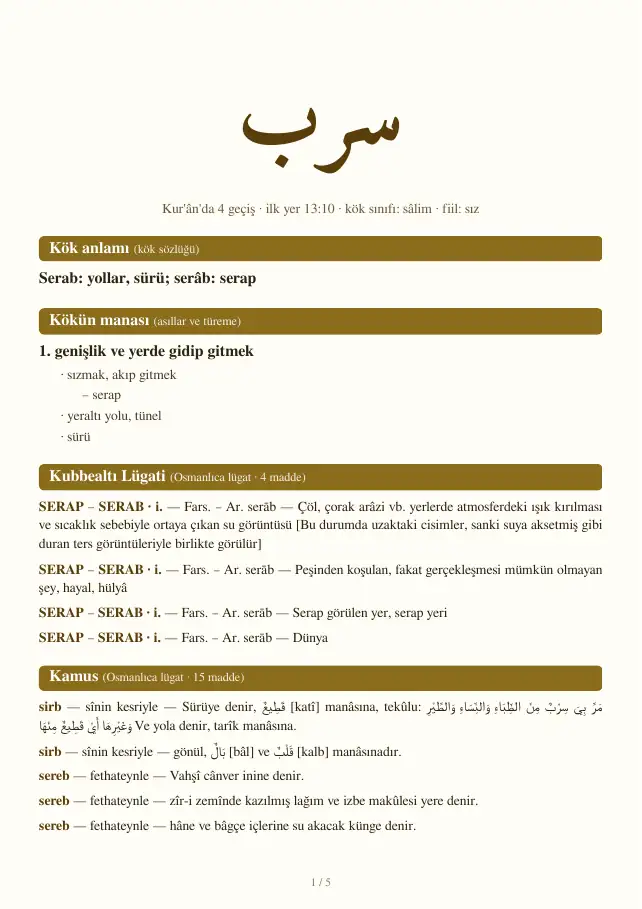 سرب
Kur'ân'da 4 geçiş · ilk yer 13:10 · kök sınıfı: sâlim · fiil: sız
Kök anlamı (kök sözlüğü)
Serab: yollar, sürü; serâb: serap
Kökün manası (asıllar ve türeme)
1. genişlik ve yerde gidip gitmek
· sızmak, akıp gitmek
– serap
· yeraltı yolu, tünel
· sürü
Kubbealtı Lügati (Osmanlıca lügat · 4 madde)
SERAP – SERAB · i. — Fars. – Ar. serāb — Çöl, çorak arâzi vb. yerlerde atmosferdeki ışık kırılması
ve sıcaklık sebebiyle ortaya çıkan su görüntüsü [Bu durumda uzaktaki cisimler, sanki suya aksetmiş gibi
duran ters görüntüleriyle birlikte görülür]
SERAP – SERAB · i. — Fars. – Ar. serāb — Peşinden koşulan, fakat gerçekleşmesi mümkün olmayan
şey, hayal, hülyâ
SERAP – SERAB · i. — Fars. – Ar. serāb — Serap görülen yer, serap yeri
SERAP – SERAB · i. — Fars. – Ar. serāb — Dünya
Kamus (Osmanlıca lügat · 15 madde)
sirb — sînin kesriyle — Sürüye denir, قَطِيعٌ [katî] manâsına, tekûlu: مَرَّ بِي سِرْبٌ مِنَ الظِّبَاءِ وَالنِّسَاءِ وَالطَّيْرِ
وَغَيْرِهَا أَيْ قَطِيعٌ مِنْهَا Ve yola denir, tarîk manâsına.
sirb — sînin kesriyle — gönül, بَالٌ [bâl] ve قَلْبٌ [kalb] manâsınadır.
sereb — fethateynle — Vahşî cânver inine denir.
sereb — fethateynle — zîr-i zemînde kazılmış lağım ve izbe makûlesi yere denir.
sereb — fethateynle — hâne ve bâgçe içlerine su akacak künge denir.
1 / 5